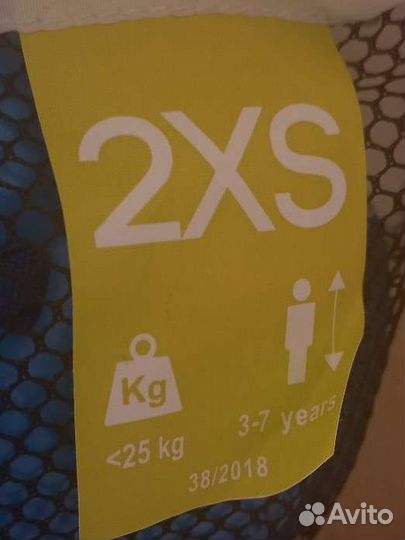 2XS
Kg
<25 kg
3-7 years
38/2018
Avito